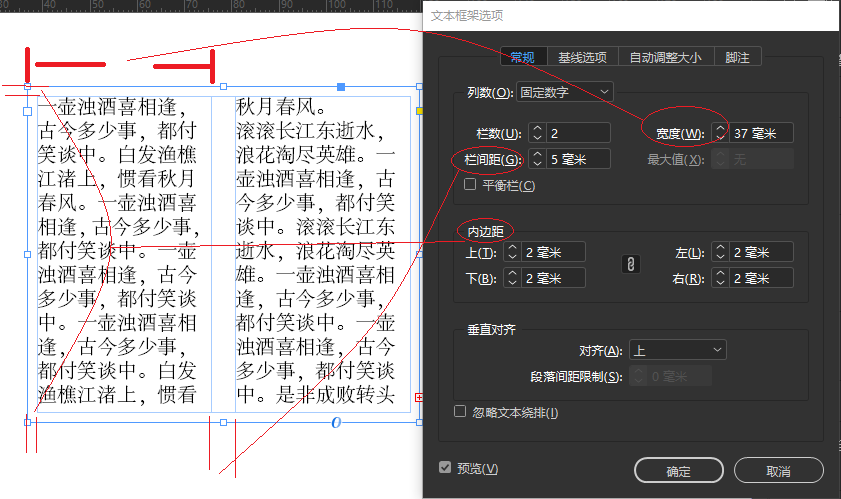 30 40 50 60 70 80 90 100 110
一壶浊酒喜相逢，
古今多少事，都付
笑谈中。白发渔樵
江渚上，惯看秋月
春风。一壶浊酒喜
相逢,古今多少事，
都付笑谈中。一壶
浊酒喜相逢，古今
多少事，都付笑谈
中。一壶浊酒喜相
逢，古今多少事，
都付笑谈中。白发
渔樵江渚上，惯看
秋月春风。
滚滚长江东逝水，
浪花淘尽英雄。一
壶浊酒喜相逢，古
今多少事，都付笑
谈中。滚滚长江东
逝水，浪花淘尽英
雄。一壶浊酒喜相
逢，古今多少事，
都付笑谈中。一壶
浊酒喜相逢，古今
多少事，都付笑谈
中。是非成败转头
文本框架选项
常规 基线选项 自动调整大小 脚注
列数(O): 固定数字
栏数(U): 2 宽度(W): 37 毫米
栏间距(G): 5 毫米 最大值(X): 无
平衡栏(C)
内边距
上(T): 2 毫米 左(L): 2 毫米
下(B): 2 毫米 右(R): 2 毫米
垂直对齐
对齐(A): 上
段落间距限制(S): 0 毫米
忽略文本绕排(I)
预览(V) 确定 取消